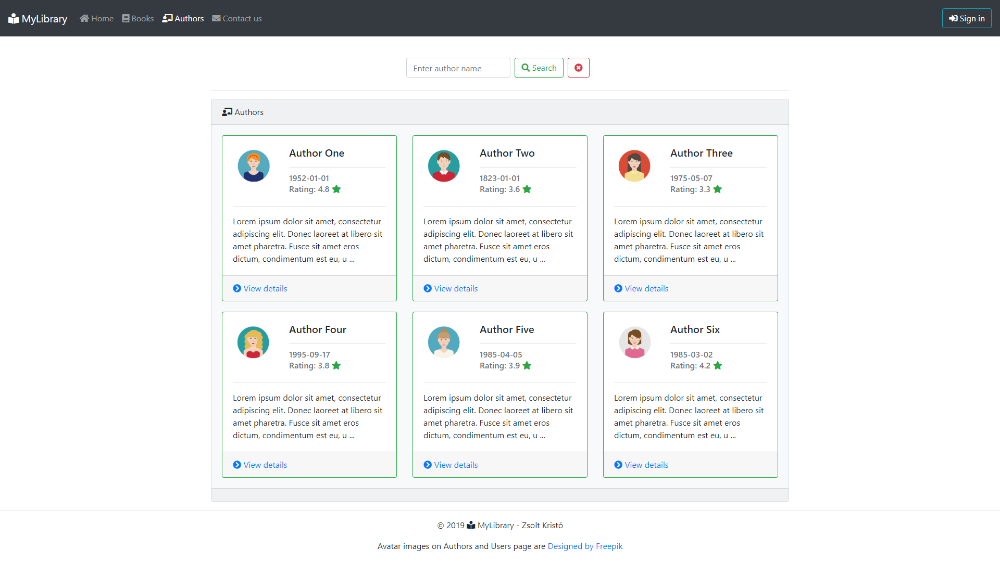 MyLibrary Home Books Authors Contact us Sign in
Enter author name Search
Authors
Author One
1952-01-01
Rating: 4.8
Lorem ipsum dolor sit amet, consectetur
adipiscing elit. Donec laoreet at libero sit
amet pharetra. Fusce sit amet eros
dictum, condimentum est eu, u ...
View details
Author Two
1823-01-01
Rating: 3.6
Lorem ipsum dolor sit amet, consectetur
adipiscing elit. Donec laoreet at libero sit
amet pharetra. Fusce sit amet eros
dictum, condimentum est eu, u ...
View details
Author Three
1975-05-07
Rating: 3.3
Lorem ipsum dolor sit amet, consectetur
adipiscing elit. Donec laoreet at libero sit
amet pharetra. Fusce sit amet eros
dictum, condimentum est eu, u ...
View details
Author Four
1995-09-17
Rating: 3.8
Lorem ipsum dolor sit amet, consectetur
adipiscing elit. Donec laoreet at libero sit
amet pharetra. Fusce sit amet eros
dictum, condimentum est eu, u ...
View details
Author Five
1985-04-05
Rating: 3.9
Lorem ipsum dolor sit amet, consectetur
adipiscing elit. Donec laoreet at libero sit
amet pharetra. Fusce sit amet eros
dictum, condimentum est eu, u ...
View details
Author Six
1985-03-02
Rating: 4.2
Lorem ipsum dolor sit amet, consectetur
adipiscing elit. Donec laoreet at libero sit
amet pharetra. Fusce sit amet eros
dictum, condimentum est eu, u ...
View details
© 2019 MyLibrary - Zsolt Kristó
Avatar images on Authors and Users page are Designed by Freepik